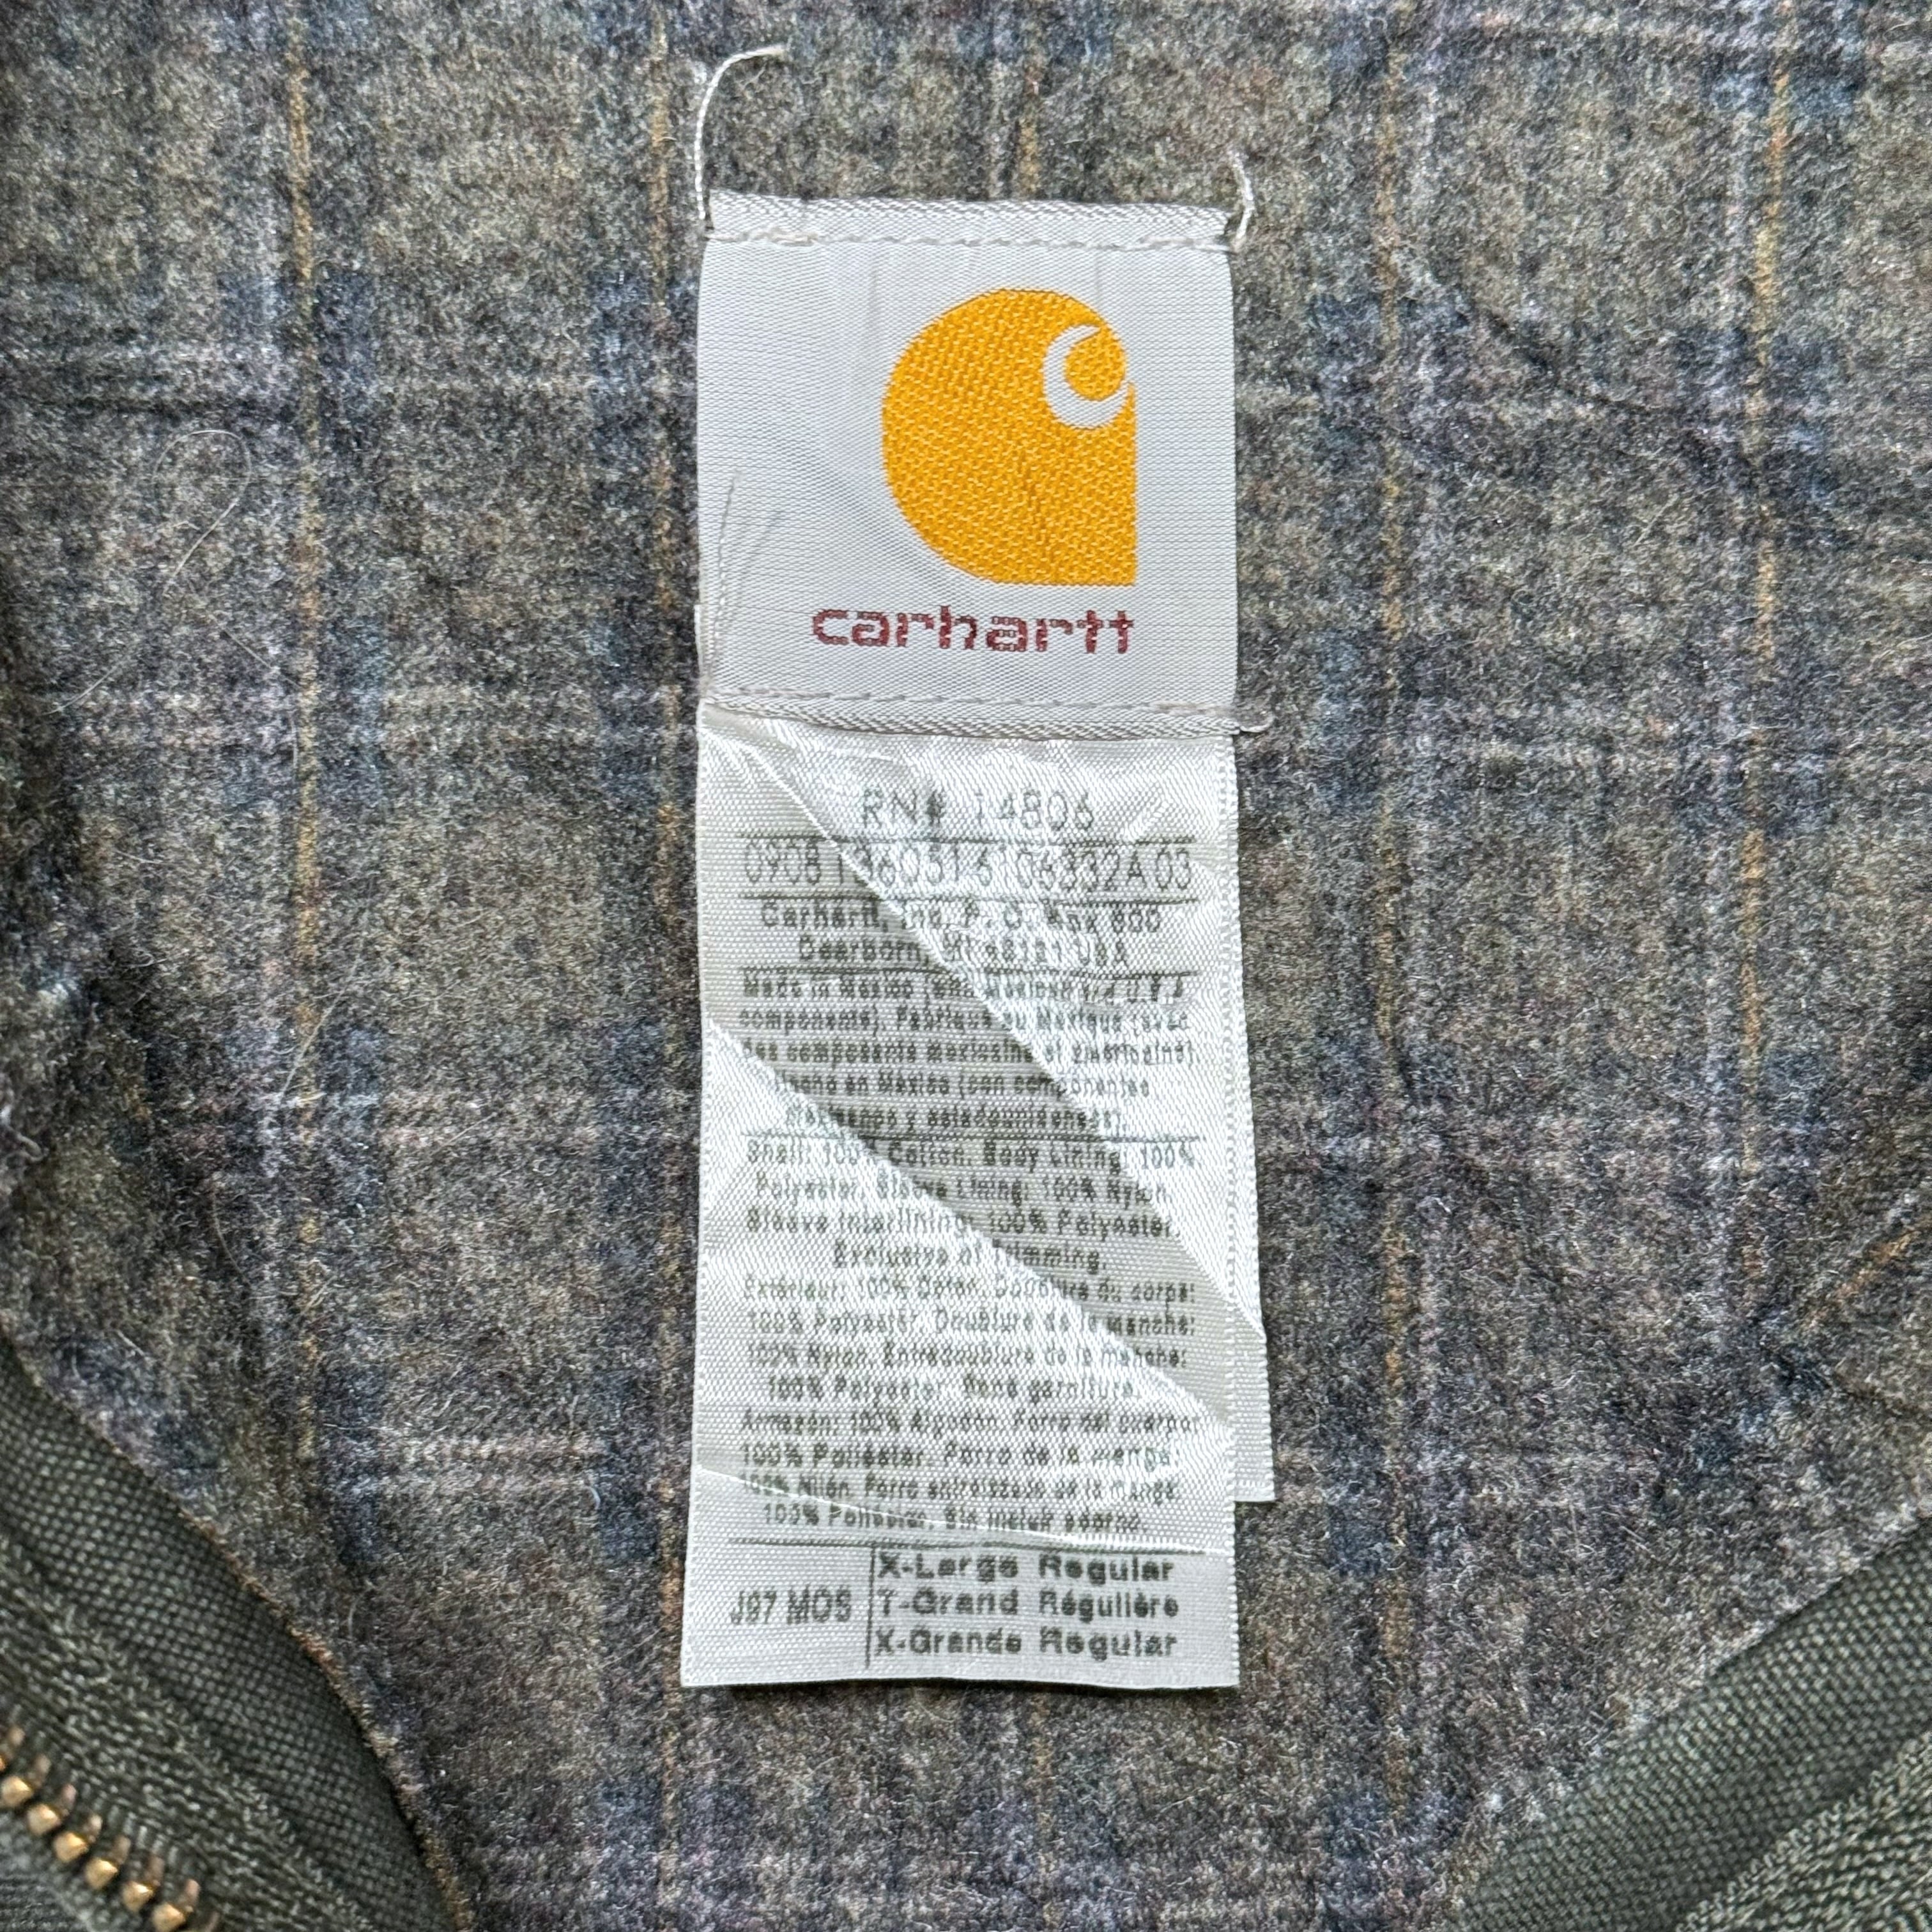 carhartt
RN# 14806
0908 1360516 06332A03
Carhartt, Inc. P. O. Box 600
Dearborn, MI 48121 USA
Made in Mexico (with Mexican and U.S.A
components). Fabriqué au Mexique (avec
des composants mexicains et américains).
Hecho en Mexico (con componentes
Mexicanos y estadounidenses).
Shell: 100% Cotton. Body Lining: 100%
Polyester. Sleeve Lining: 100% Nylon.
Sleeve Interlining: 100% Polyester.
Exclusive of Trimming.
Extérieur: 100% Coton. Doublure du corps:
100% Polyester. Doublure de la manche:
100% Nylon. Entredoublure de la manche:
100% Polyester. Sans garniture.
Armazón: 100% Algodón. Forro del cuerpo:
100% Poliéster. Forro de la manga:
100% Nilón. Forro entrelazado de la manga:
100% Poliéster. Sin incluir adorno.
J97 MOS
X-Large Regular
T-Grand Régulière
X-Grande Regular